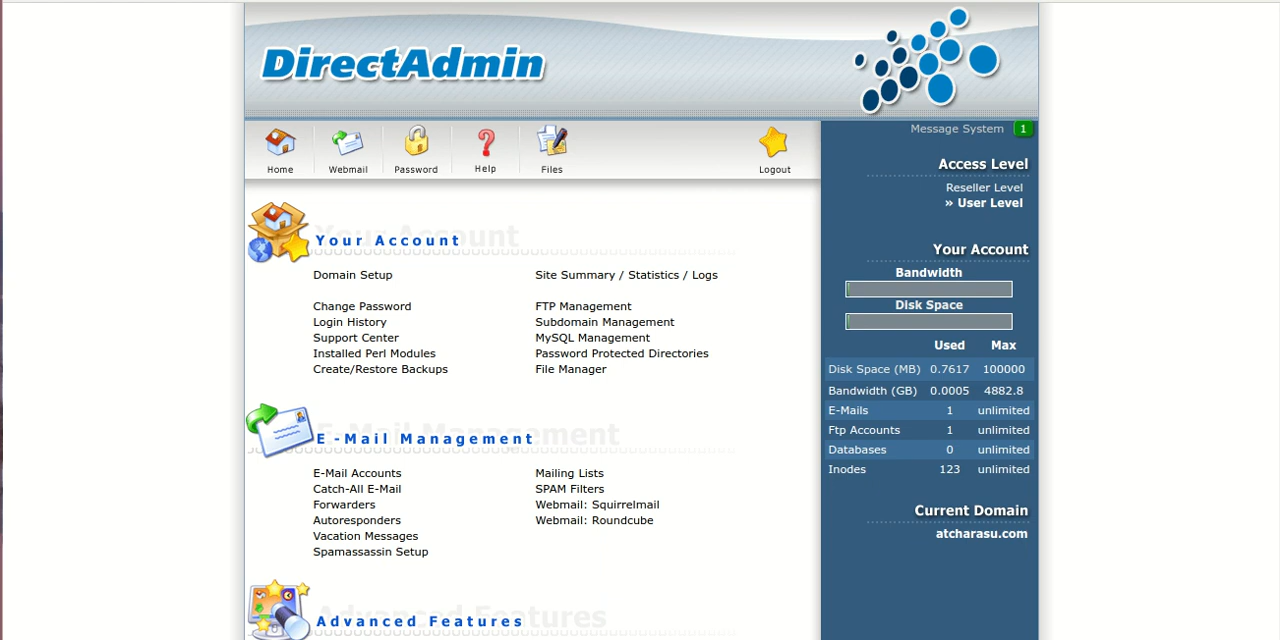 DirectAdmin
Home
Webmail
Password
Help
Files
Logout
Message System 1
Access Level
Reseller Level
» User Level
Your Account
Bandwidth
Disk Space
Used Max
Disk Space (MB) 0.7617 100000
Bandwidth (GB) 0.0005 4882.8
E-Mails 1 unlimited
Ftp Accounts 1 unlimited
Databases 0 unlimited
Inodes 123 unlimited
Current Domain
atcharasu.com
Your Account
Domain Setup
Site Summary / Statistics / Logs
Change Password
FTP Management
Login History
Subdomain Management
Support Center
MySQL Management
Installed Perl Modules
Password Protected Directories
Create/Restore Backups
File Manager
E-Mail Management
E-Mail Accounts
Mailing Lists
Catch-All E-Mail
SPAM Filters
Forwarders
Webmail: Squirrelmail
Autoresponders
Webmail: Roundcube
Vacation Messages
Spamassassin Setup
Advanced Features